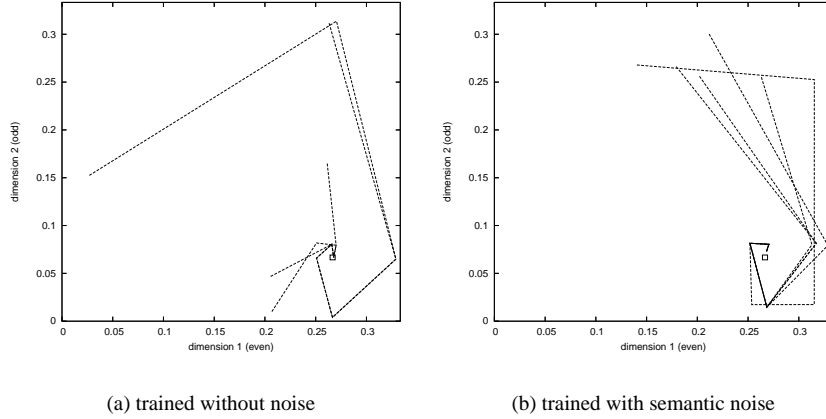 0.3
0.25
0.2
0.15
0.1
0.05
0
dimension 2 (odd)
0 0.05 0.1 0.15 0.2 0.25 0.3
dimension 1 (even)
(a) trained without noise
0.3
0.25
0.2
0.15
0.1
0.05
0
dimension 2 (odd)
0 0.05 0.1 0.15 0.2 0.25 0.3
dimension 1 (even)
(b) trained with semantic noise